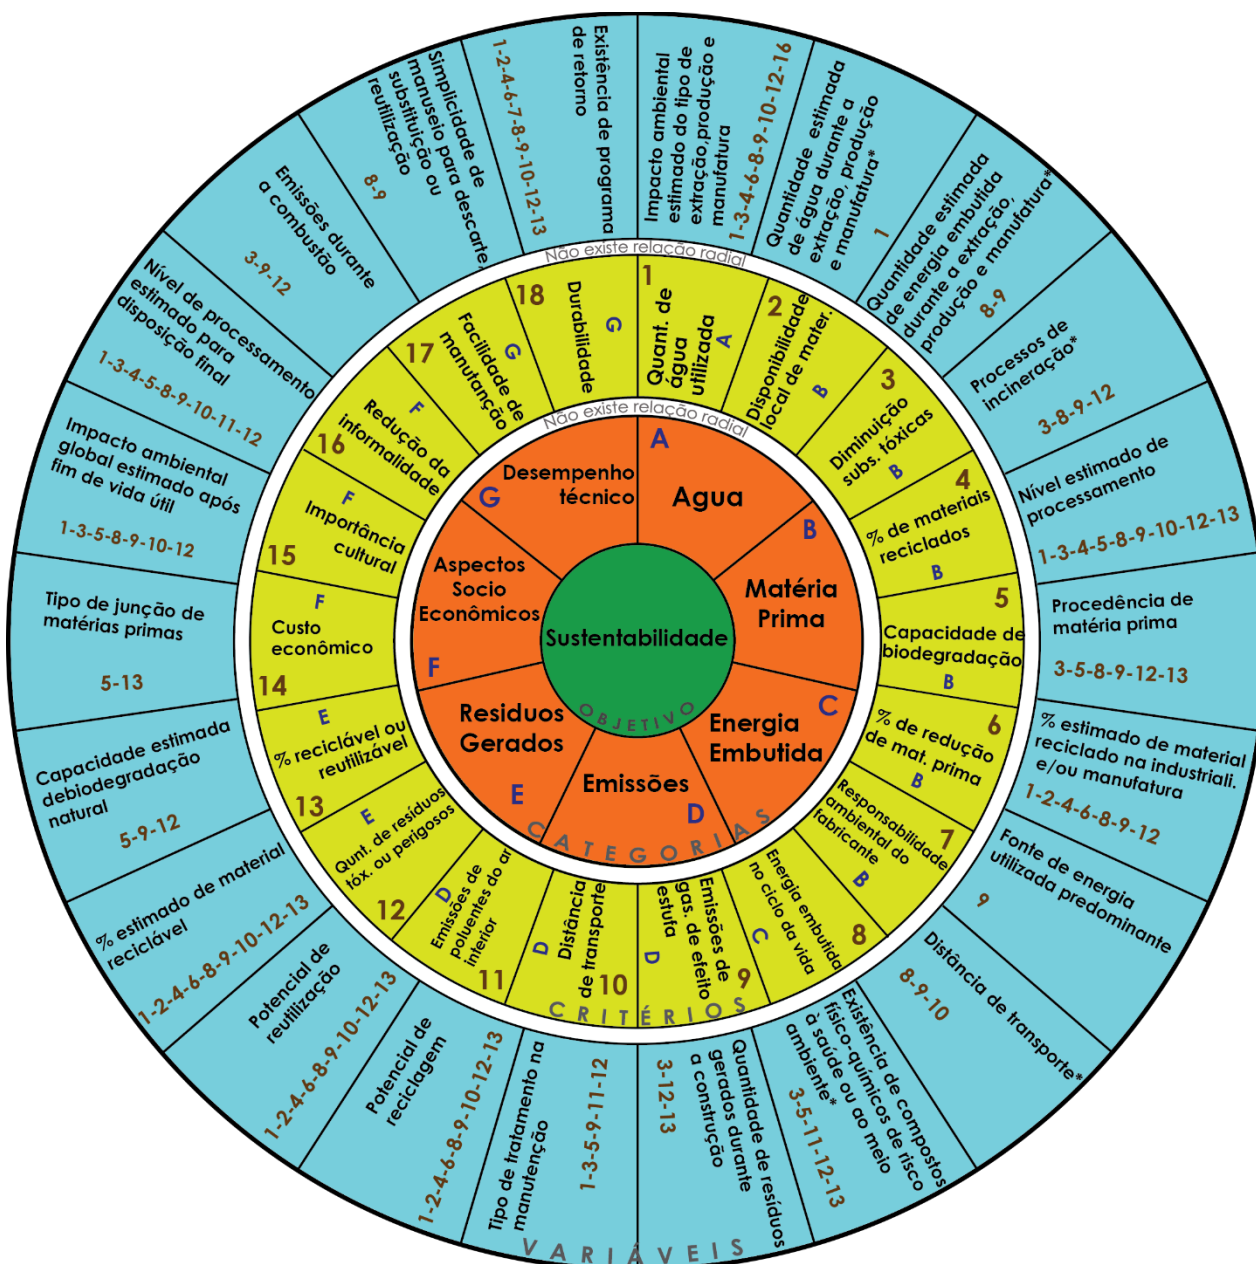 Sustentabilidade
OBJETIVO
A
Agua
B
Matéria
Prima
C
Energia
Embutida
D
Emissões
E
Residuos
Gerados
F
Aspectos
Socio
Econômicos
G
Desempenho
técnico
CATEGORIAS
Não existe relação radial
1
Quant. de
água
utilizada
A
2
Disponibilidade
local de mater.
B
3
Diminuição
subs. tóxicas
B
4
% de materiais
reciclados
B
5
Capacidade de
biodegradação
B
6
% de redução
de mat. prima
B
7
Responsabilidade
ambiental do
fabricante
B
8
Energia embutida
no ciclo da vida
C
9
Emissões de
gas. de efeito
estufa
D
10
Distância
de transporte
D
11
Emissões de
poluentes do ar
interior
D
12
Qunt. de resíduos
tóx. ou perigosos
E
13
% reciclável ou
reutilizável
E
14
Custo
econômico
F
15
Importância
cultural
F
16
Redução da
informalidade
F
17
Facilidade de
manutanção
G
18
Durabilidade
G
CRITÉRIOS
Não existe relação radial
Impacto ambiental
estimado do tipo de
extração,produção e
manufatura
1-3-4-6-8-9-10-12-16
Quantidade estimada
de água durante a
extração, produção
e manufatura*
1
Quantidade estimada
de energia embutida
durante a extração,
produção e manufatura*
8-9
Processos de
incineração*
3-8-9-12
Nível estimado de
processamento
1-3-4-5-8-9-10-12-13
Procedência de
matéria prima
3-5-8-9-12-13
% estimado de material
reciclado na industriali.
e/ou manufatura
1-2-4-6-8-9-12
Fonte de energia
utilizada predominante
9
Distância de transporte*
8-9-10
Existência de compostos
físico-químicos de risco
à saúde ou ao meio
ambiente*
3-5-11-12-13
Quantidade de resíduos
gerados durante
a construção
3-12-13
Tipo de tratamento na
manutenção
1-3-5-9-11-12
Potencial de
reciclagem
1-2-4-6-8-9-10-12-13
Potencial de
reutilização
1-2-4-6-8-9-10-12-13
% estimado de material
reciclável
1-2-4-6-8-9-10-12-13
Capacidade estimada
debiodegradação
natural
5-9-12
Tipo de junção de
matérias primas
5-13
Impacto ambiental
global estimado após
fim de vida útil
1-3-5-8-9-10-12
Nível de processamento
estimado para
disposição final
1-3-4-5-8-9-10-11-12
Emissões durante
a combustão
3-9-12
Simplicidade de
manuseio para descarte,
substituição ou
reutilização
8-9
Existência de programa
de retorno
1-2-4-6-7-8-9-10-12-13
VARIÁVEIS